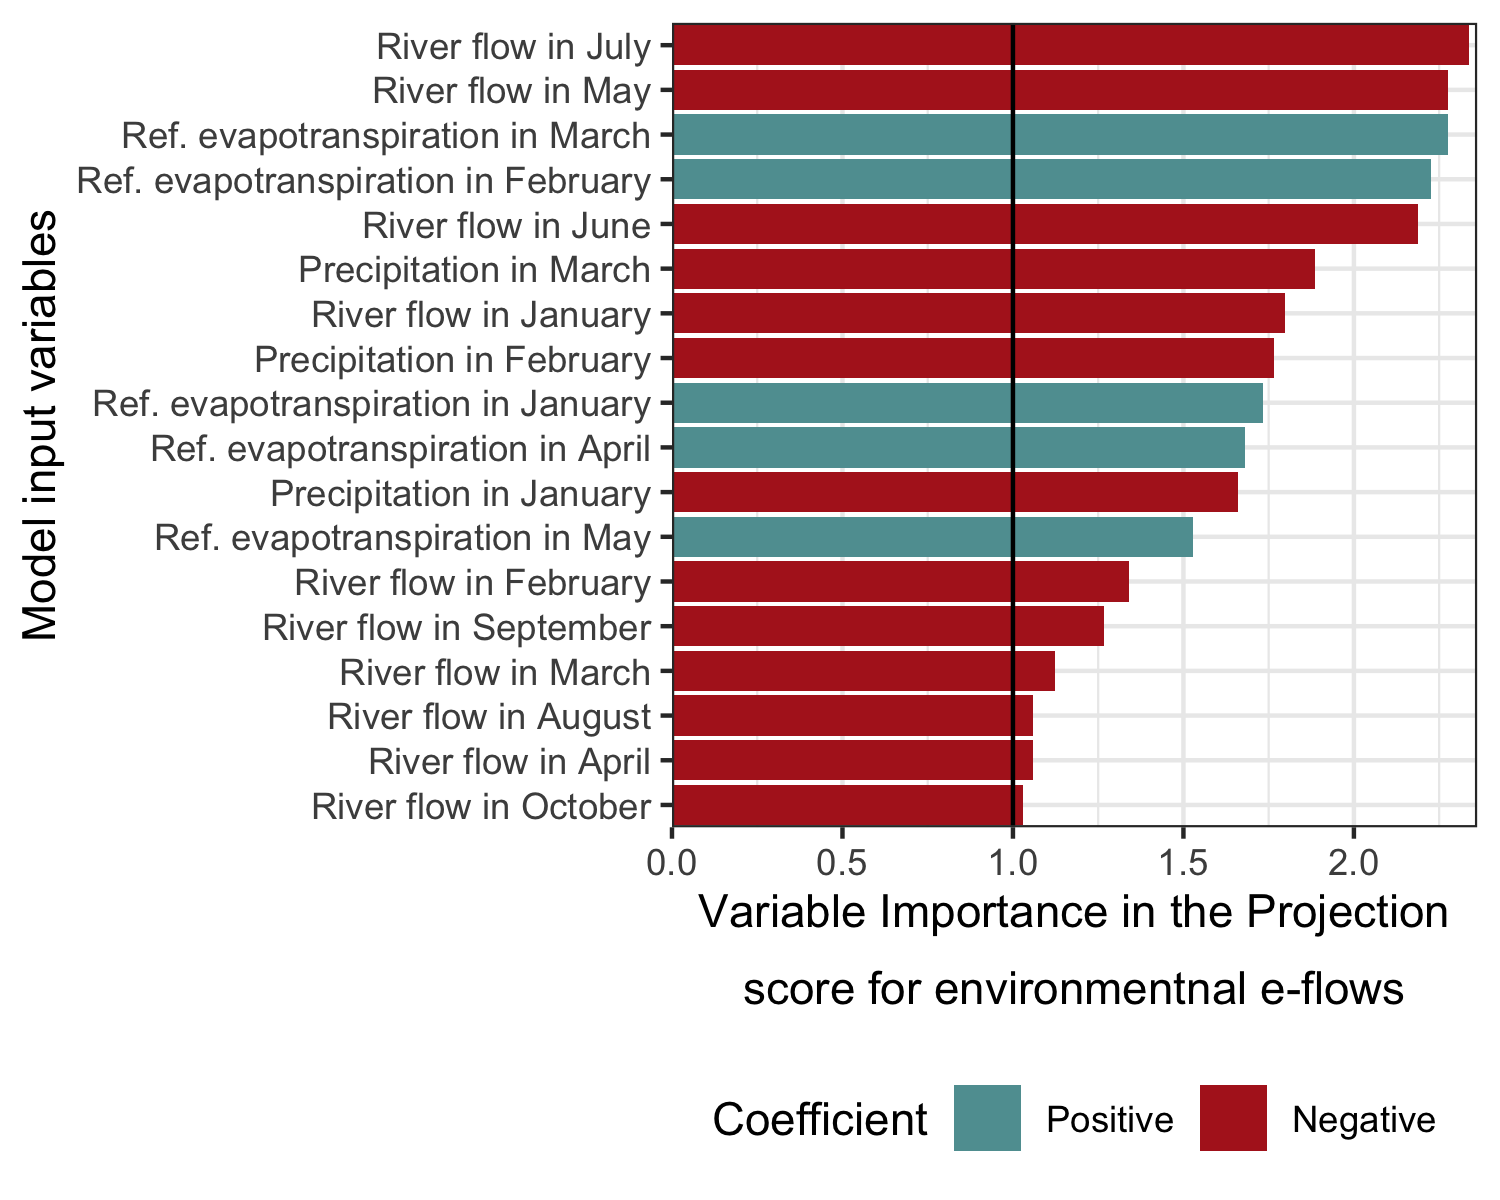 Model input variables
River flow in July
River flow in May
Ref. evapotranspiration in March
Ref. evapotranspiration in February
River flow in June
Precipitation in March
River flow in January
Precipitation in February
Ref. evapotranspiration in January
Ref. evapotranspiration in April
Precipitation in January
Ref. evapotranspiration in May
River flow in February
River flow in September
River flow in March
River flow in August
River flow in April
River flow in October
0.0 0.5 1.0 1.5 2.0
Variable Importance in the Projection
score for environmentnal e-flows
Coefficient Positive Negative